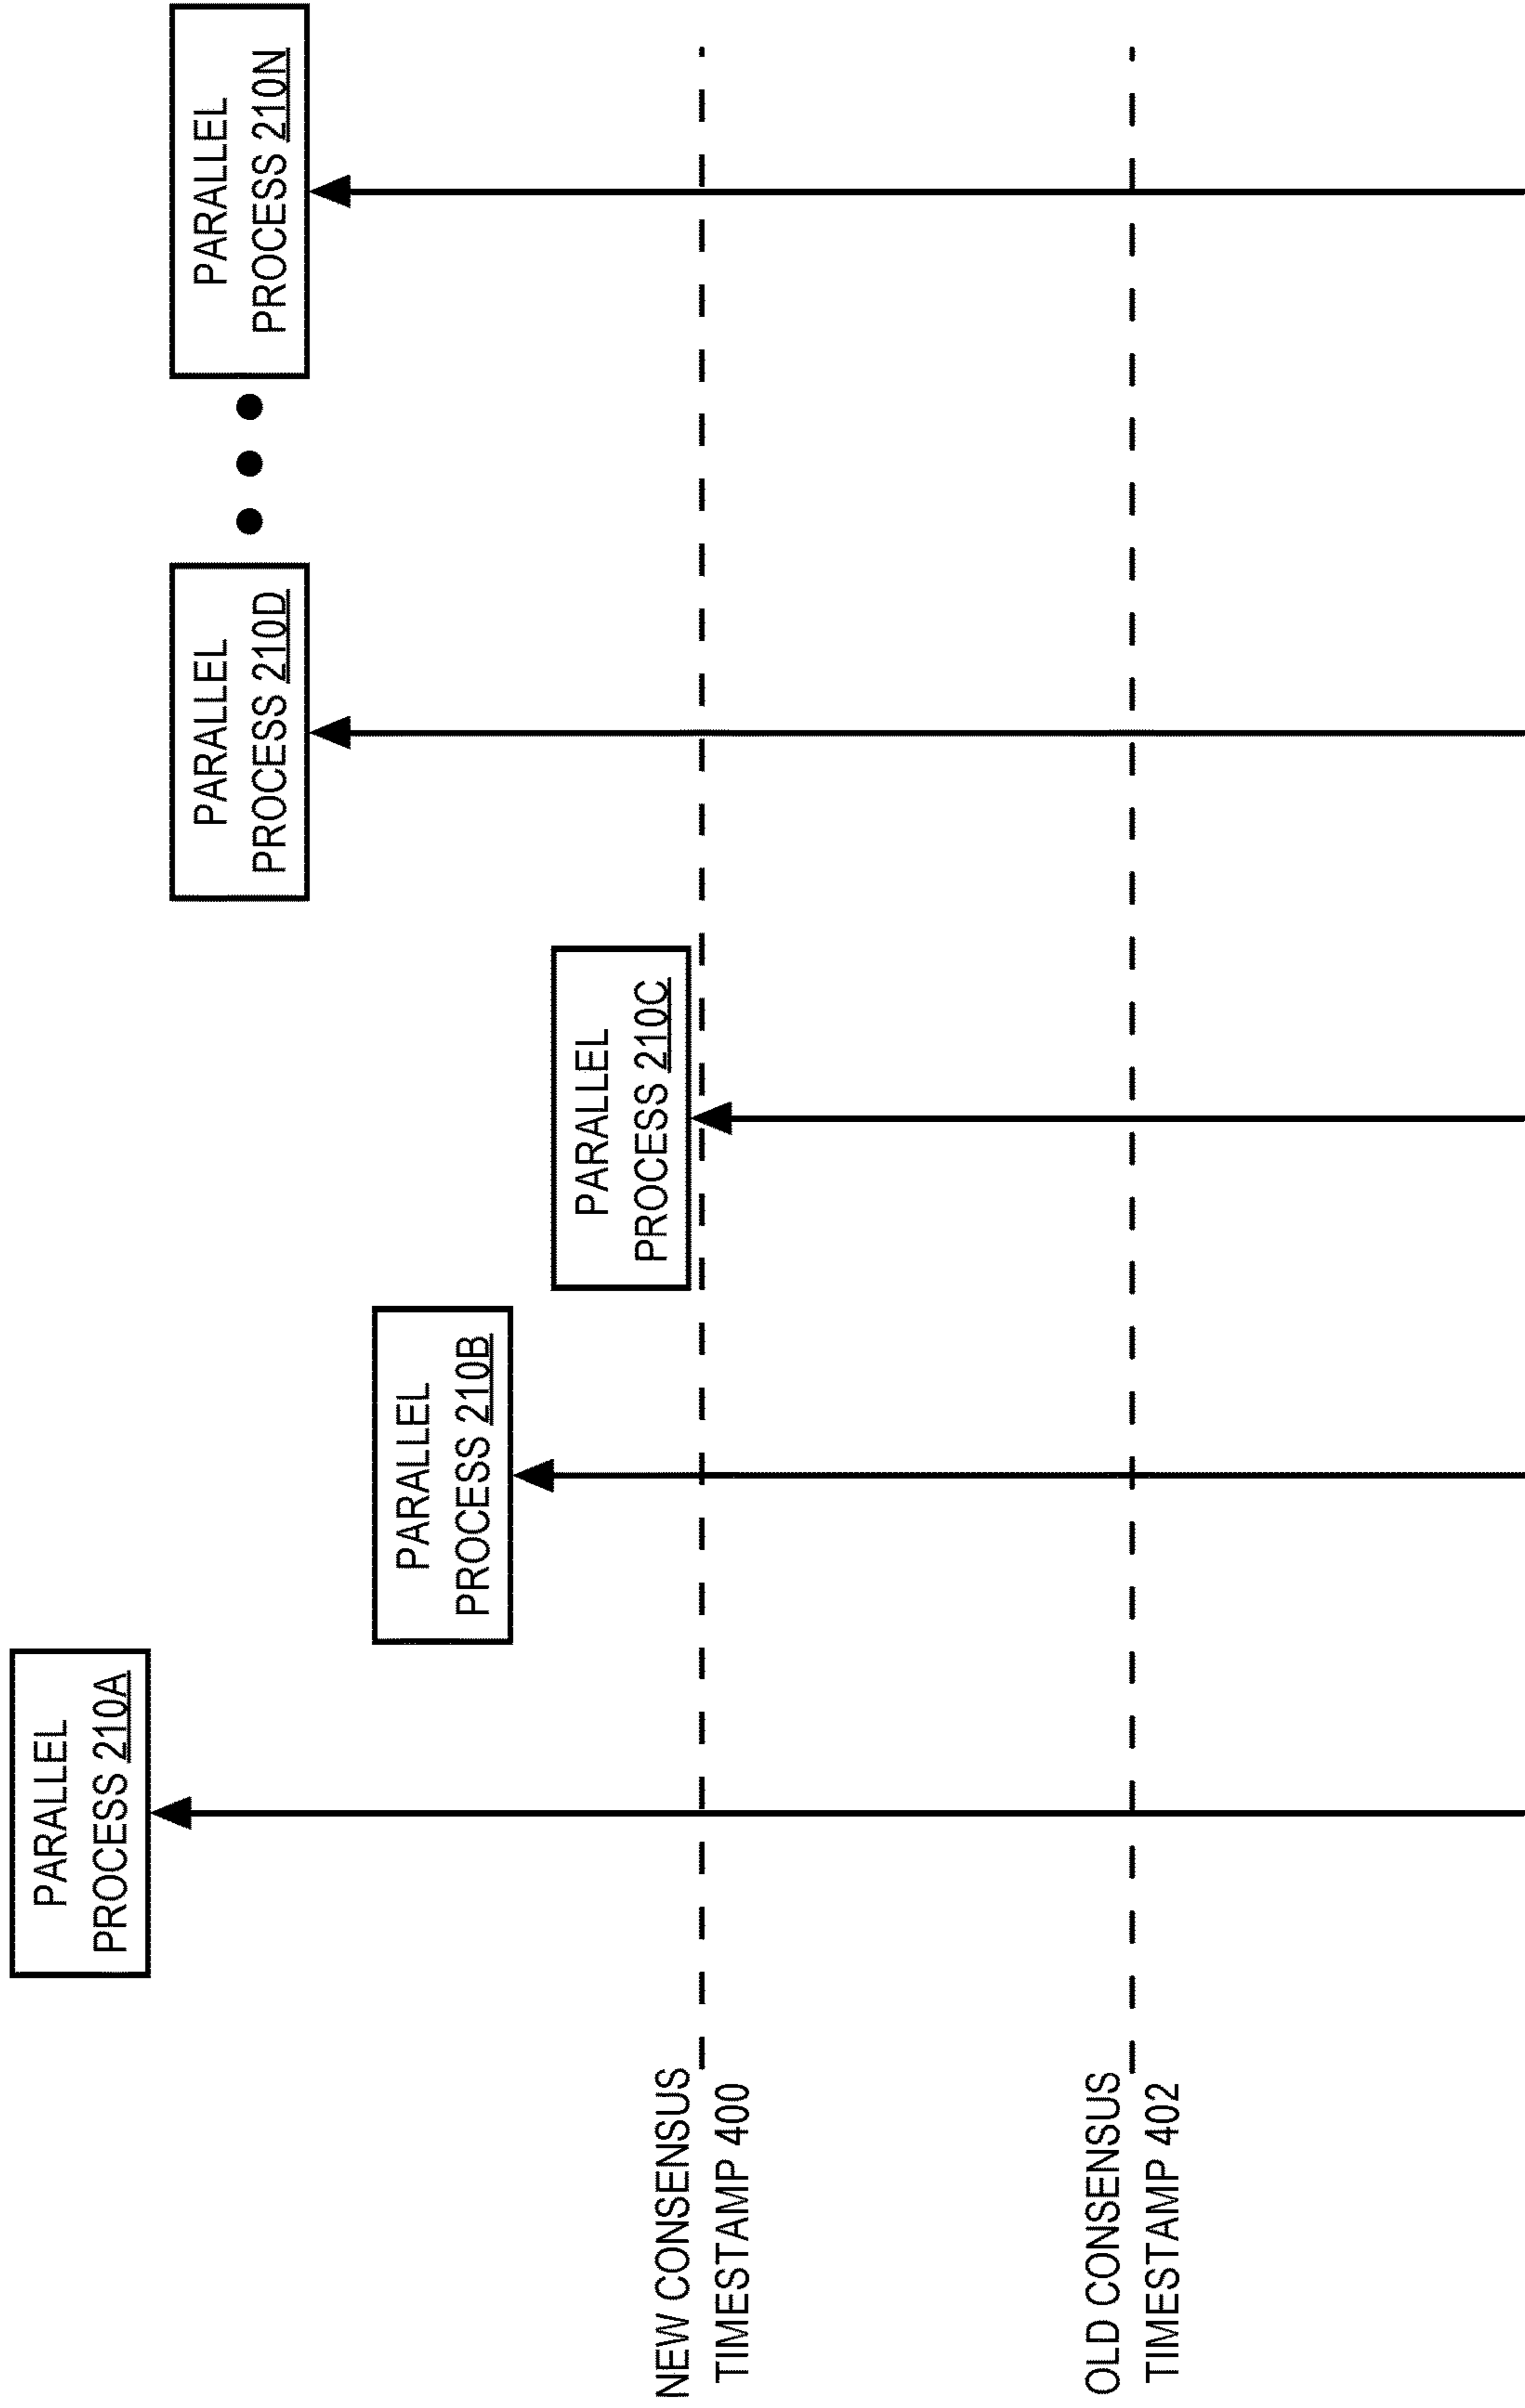 PARALLEL
PROCESS 210A
PARALLEL
PROCESS 210B
PARALLEL
PROCESS 210C
PARALLEL
PROCESS 210D
PARALLEL
PROCESS 210N
NEW CONSENSUS
TIMESTAMP 400
OLD CONSENSUS
TIMESTAMP 402